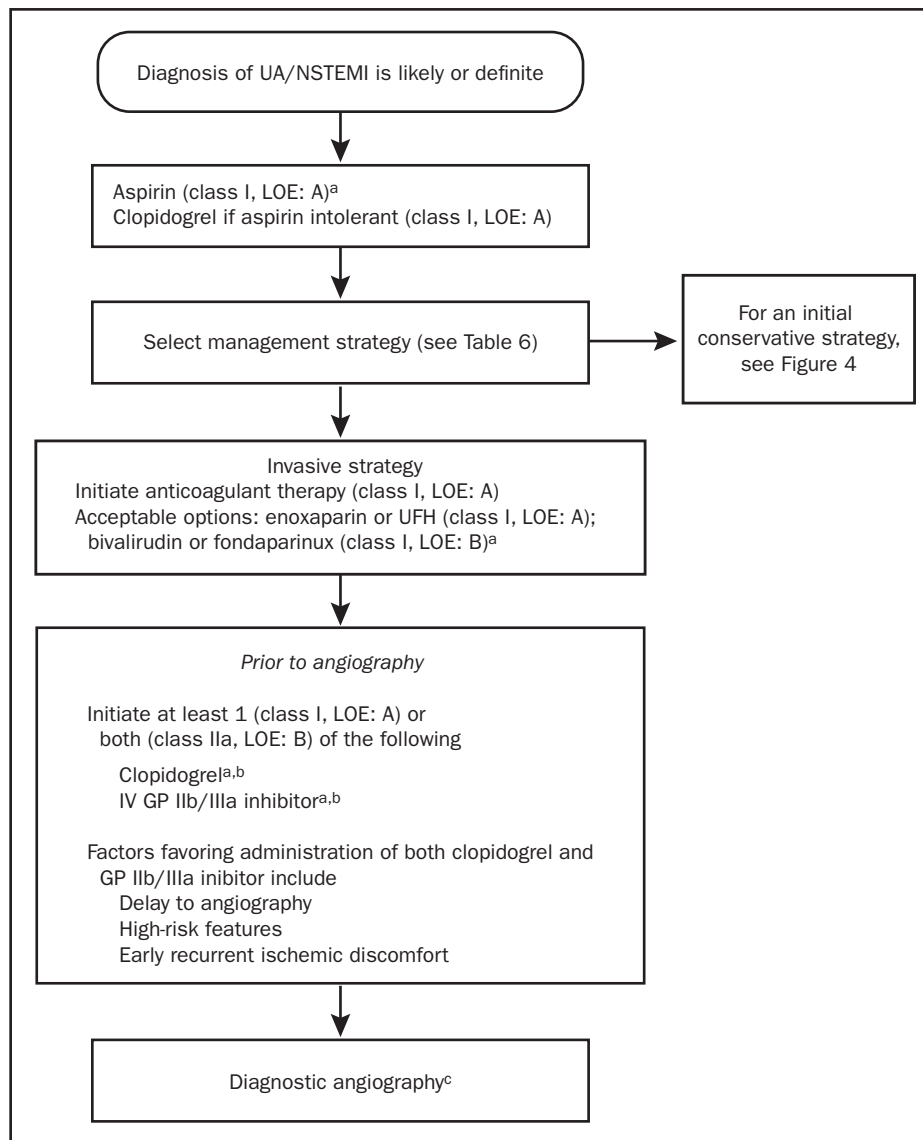 Diagnosis of UA/NSTEMI is likely or definite
Aspirin (class I, LOE: A)ᵃ
Clopidogrel if aspirin intolerant (class I, LOE: A)
Select management strategy (see Table 6)
For an initial
conservative strategy,
see Figure 4
Invasive strategy
Initiate anticoagulant therapy (class I, LOE: A)
Acceptable options: enoxaparin or UFH (class I, LOE: A);
bivalirudin or fondaparinux (class I, LOE: B)ᵃ
Prior to angiography
Initiate at least 1 (class I, LOE: A) or
both (class IIa, LOE: B) of the following
Clopidogrelᵃ,ᵇ
IV GP IIb/IIIa inhibitorᵃ,ᵇ
Factors favoring administration of both clopidogrel and
GP IIb/IIIa inibitor include
Delay to angiography
High-risk features
Early recurrent ischemic discomfort
Diagnostic angiographyᶜ